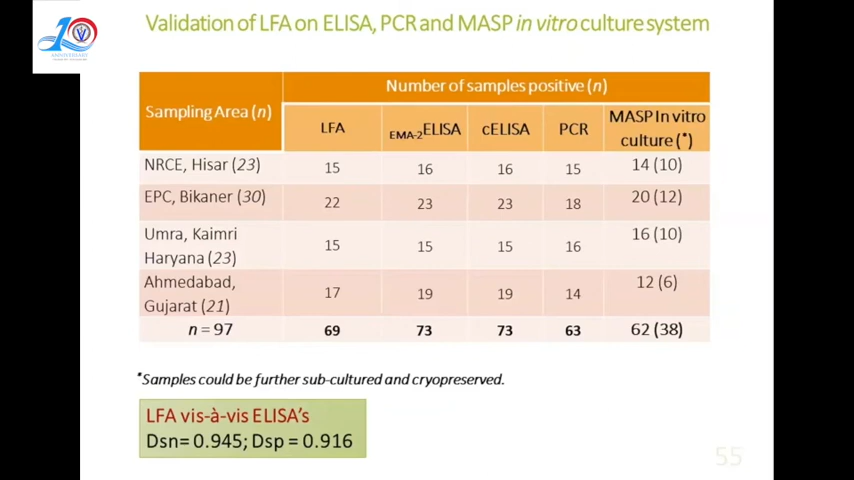 Validation of LFA on ELISA, PCR and MASP in vitro culture system
ANNIVERSARY
Sampling Area (n)
Number of samples positive (n)
LFA
EMA-2ELISA
cELISA
PCR
MASP In vitro
culture (*)
NRCE, Hisar (23)
15
16
16
15
14 (10)
EPC, Bikaner (30)
22
23
23
18
20 (12)
Umra, Kaimri
Haryana (23)
15
15
15
16
16 (10)
Ahmedabad,
Gujarat (21)
17
19
19
14
12 (6)
n = 97
69
73
73
63
62 (38)
*Samples could be further sub-cultured and cryopreserved.
LFA vis-à-vis ELISA's
Dsn= 0.945; Dsp = 0.916
55